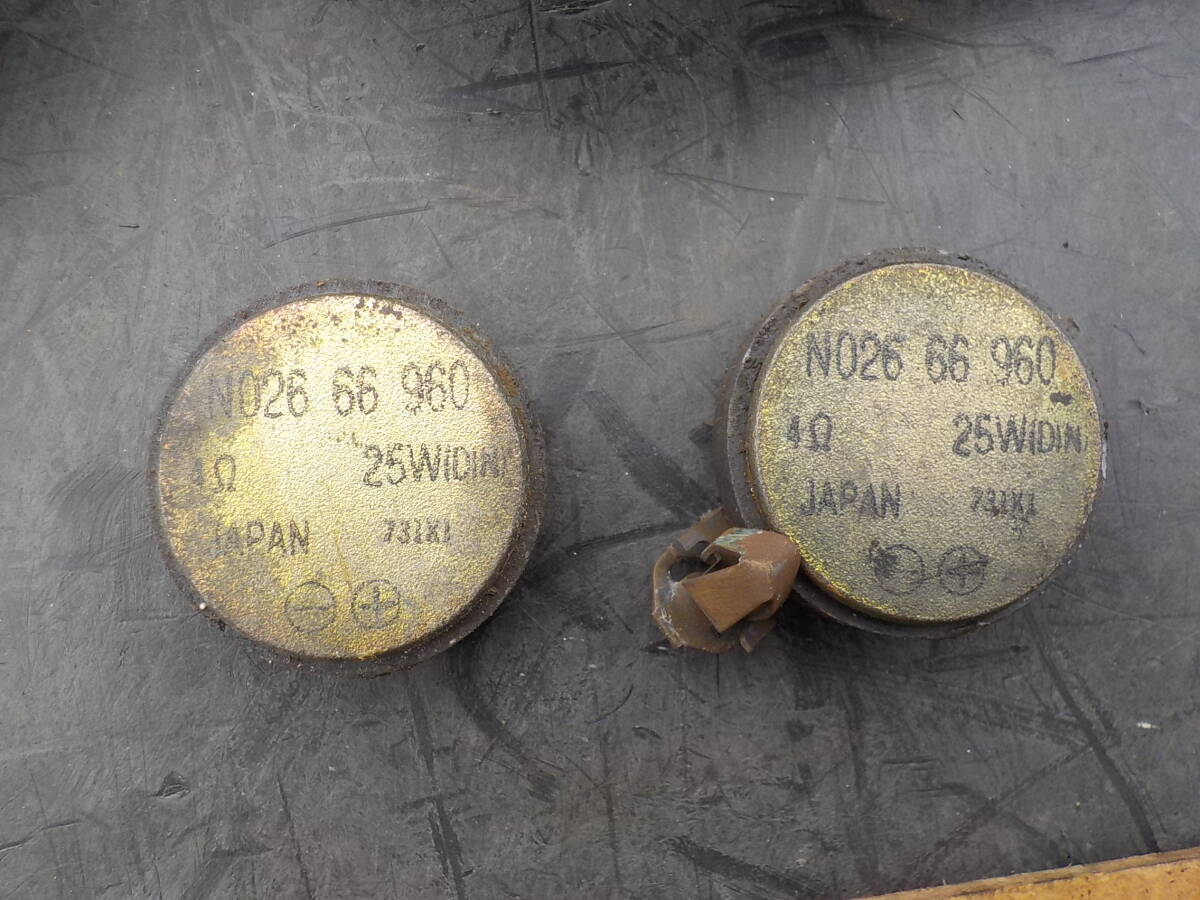 N026 66 960
4Ω 25W(DIN)
JAPAN 731K1
⊖ ⊕
N026 66 960
4Ω 25W(DIN)
JAPAN 731K1
⊖ ⊕